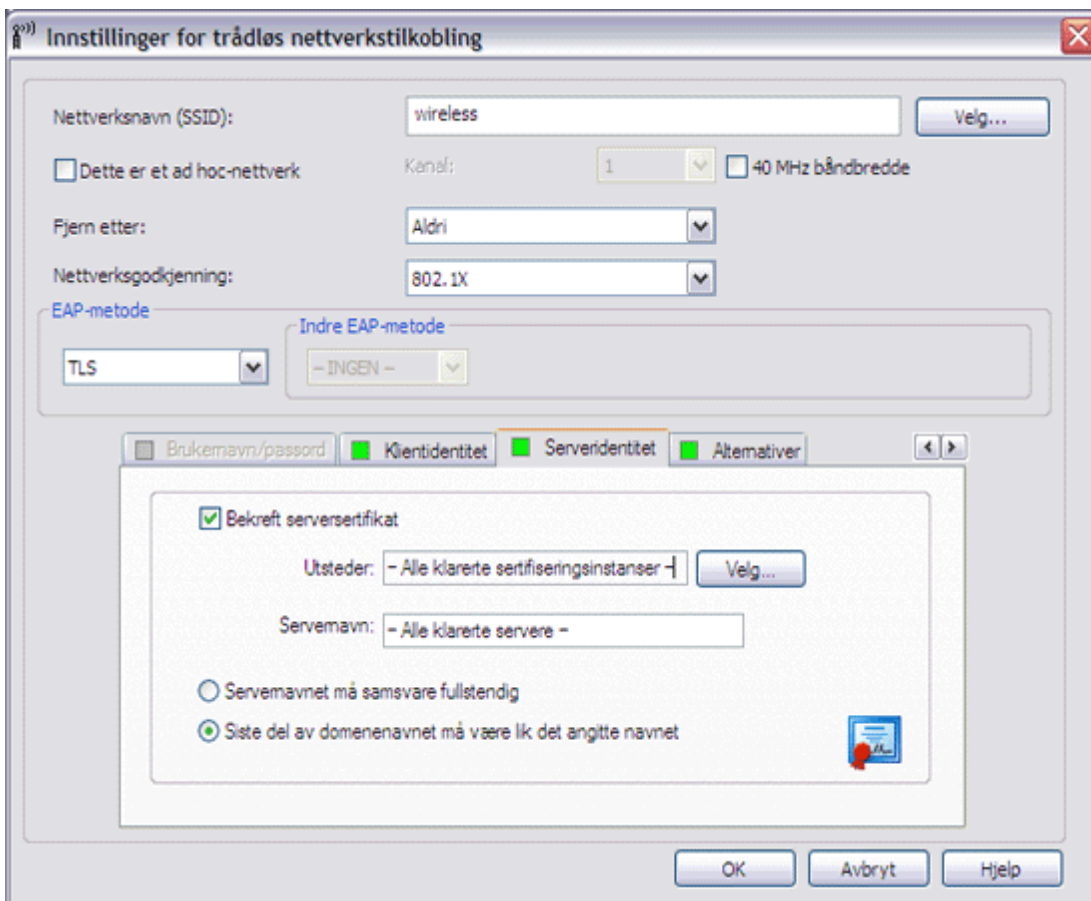 Innstillinger for trådløs nettverkstilkobling
Nettverksnavn (SSID): wireless Velg...
Dette er et ad hoc-nettverk Kanal: 1 40 MHz båndbredde
Fjern etter: Aldri
Nettverksgodkjenning: 802.1X
EAP-metode
Indre EAP-metode
TLS – INGEN –
Brukernavn/passord Klientidentitet Serveridentitet Alternativer
Bekreft serversertifikat
Utsteder: – Alle klarerte sertifiseringsinstanser – Velg...
Servernavn: – Alle klarerte servere –
Servernavnet må samsvare fullstendig
Siste del av domenenavnet må være lik det angitte navnet
OK Avbryt Hjelp